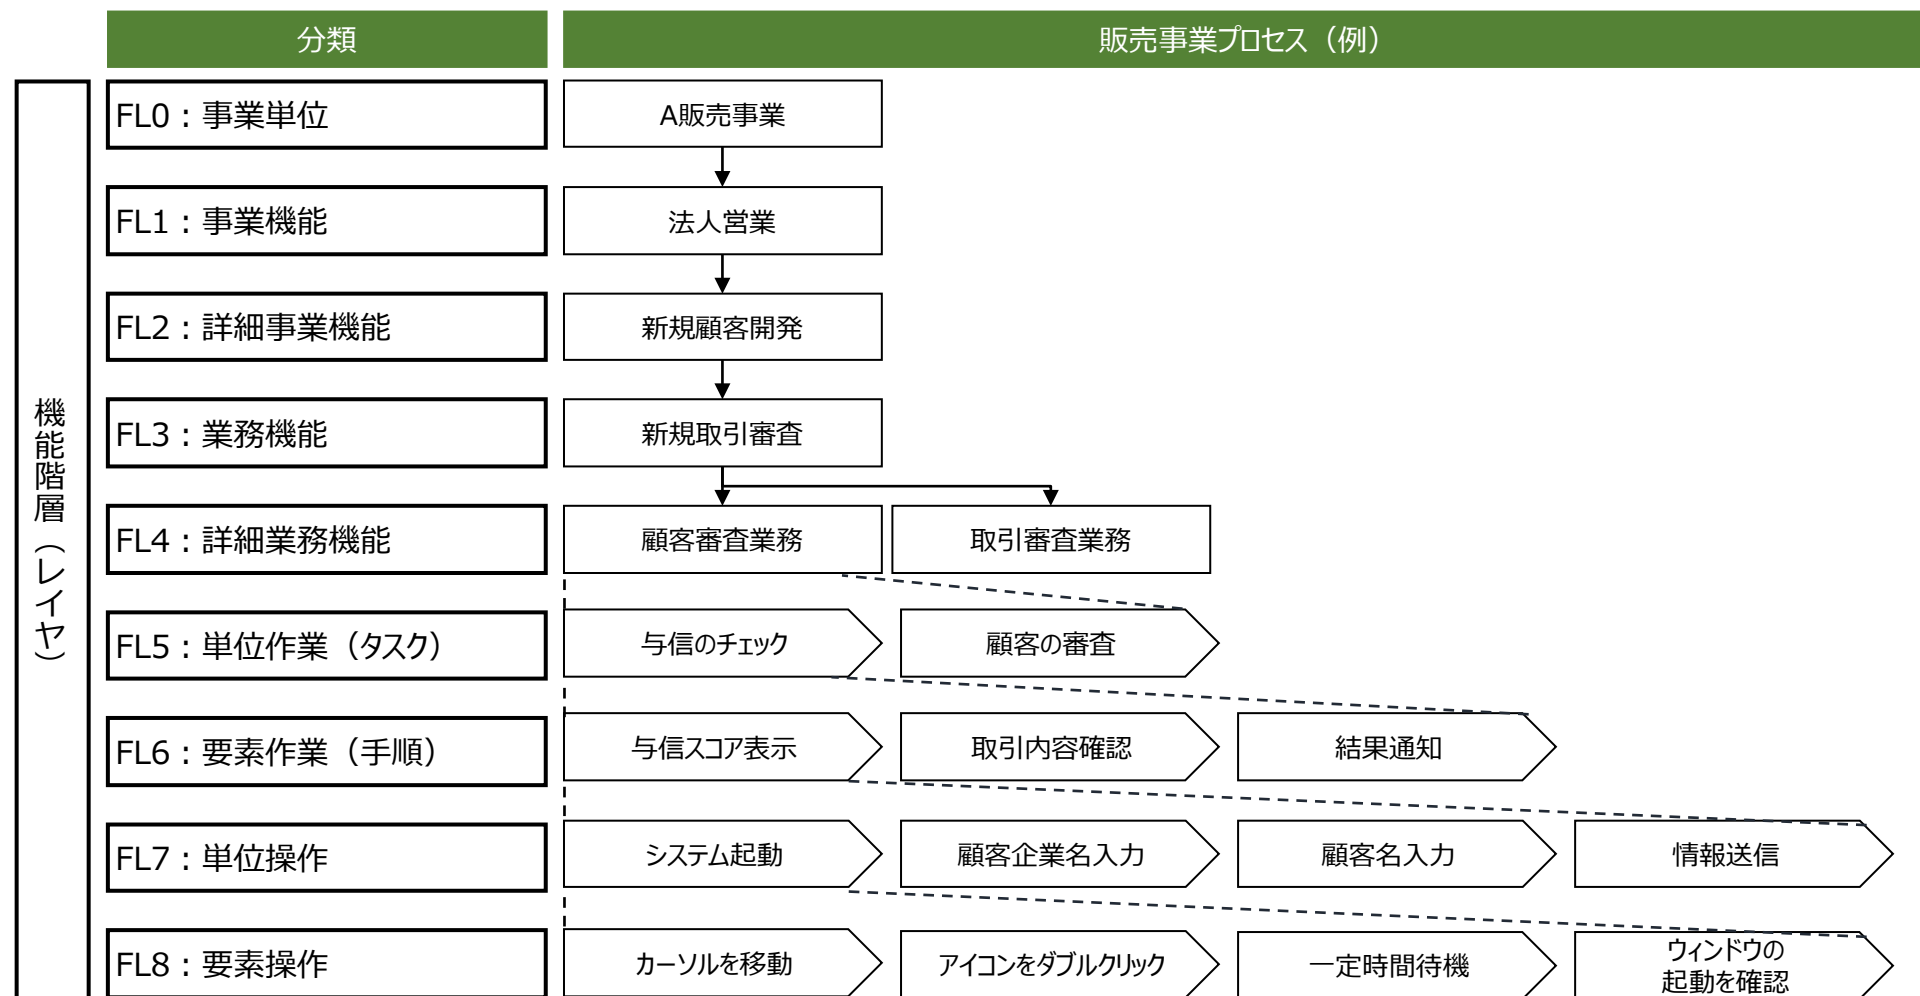 分類
販売事業プロセス（例）
機能階層（レイヤ）
FL0：事業単位
A販売事業
FL1：事業機能
法人営業
FL2：詳細事業機能
新規顧客開発
FL3：業務機能
新規取引審査
FL4：詳細業務機能
顧客審査業務
取引審査業務
FL5：単位作業（タスク）
与信のチェック
顧客の審査
FL6：要素作業（手順）
与信スコア表示
取引内容確認
結果通知
FL7：単位操作
システム起動
顧客企業名入力
顧客名入力
情報送信
FL8：要素操作
カーソルを移動
アイコンをダブルクリック
一定時間待機
ウィンドウの
起動を確認